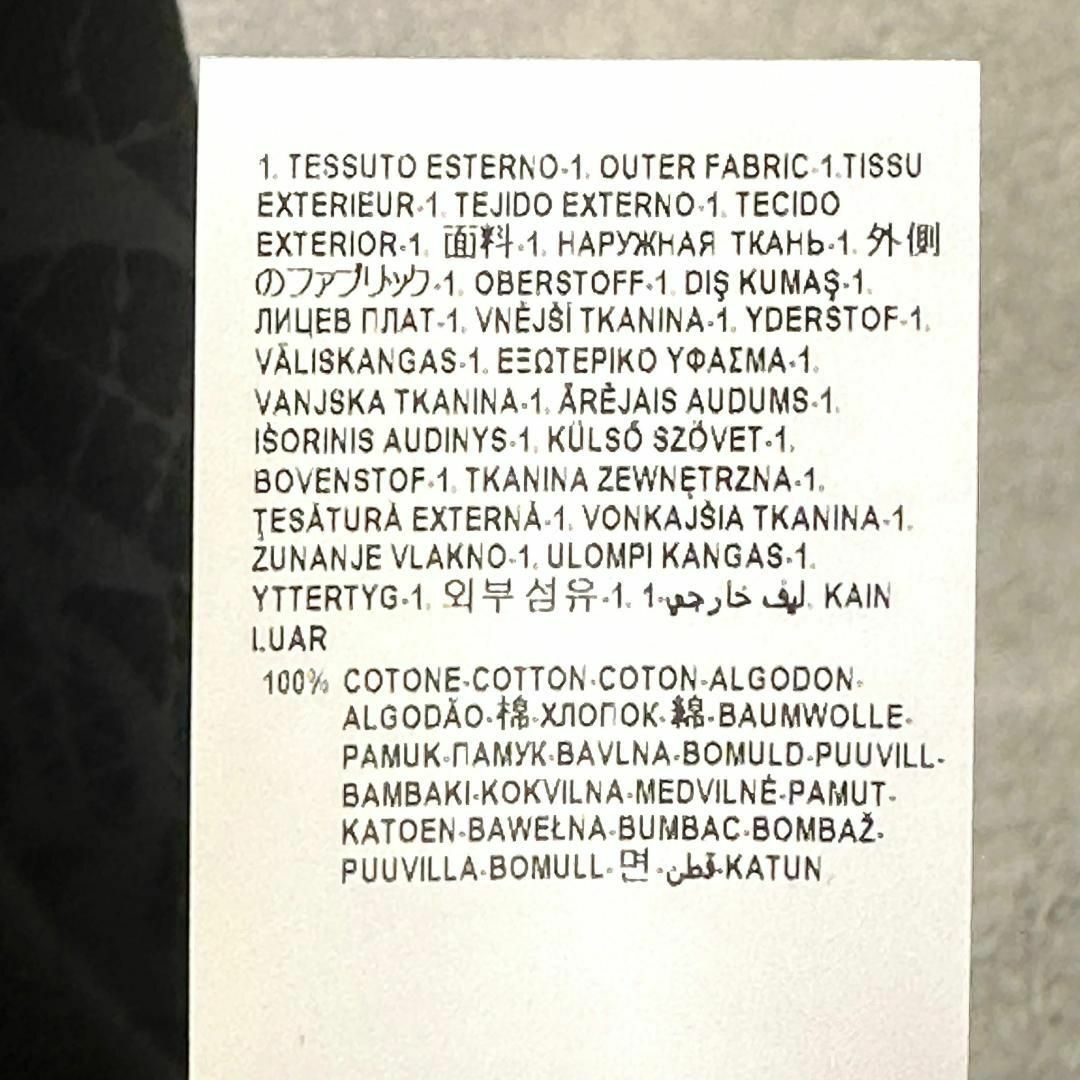 1. TESSUTO ESTERNO-1. OUTER FABRIC-1.TISSU
EXTERIEUR-1. TEJIDO EXTERNO-1. TECIDO
EXTERIOR-1. 面料-1. НАРУЖНАЯ ТКАНЬ-1. 外側
のファブリック-1. OBERSTOFF-1. DIŞ KUMAŞ-1.
ЛИЦЕВ ПЛАТ-1. VNĚJŠÍ TKANINA-1. YDERSTOF-1.
VÄLISKANGAS-1. ΕΞΩΤΕΡΙΚΟ ΥΦΑΣΜΑ-1.
VANJSKA TKANINA-1. ĀRĒJAIS AUDUMS-1.
IŠORINIS AUDINYS-1. KÜLSŐ SZÖVET-1.
BOVENSTOF-1. TKANINA ZEWNĘTRZNA-1.
ŢESĂTURĂ EXTERNĂ-1. VONKAJŠIA TKANINA-1.
ZUNANJE VLAKNO-1. ULOMPI KANGAS-1.
YTTERTYG-1. 외부 섬유-1. 1-ليف خارجي. KAIN
LUAR
100% COTONE-COTTON-COTON-ALGODON-
ALGODÃO-棉-ХЛОПОК-綿-BAUMWOLLE-
PAMUK-ПАМУК-BAVLNA-BOMULD-PUUVILL-
BAMBAKI-KOKVILNA-MEDVILNĖ-PAMUT-
KATOEN-BAWEŁNA-BUMBAC-BOMBAŽ-
PUUVILLA-BOMULL-면-قطن-KATUN